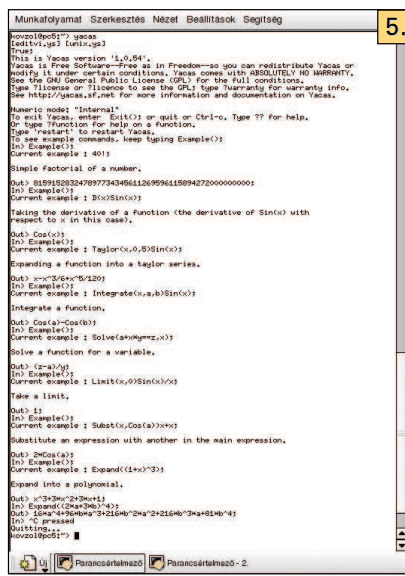 Munkafolyamat Szerkesztés Nézet Beállítások Segítség
5.
kovzol@pc5:~> yacas
[editvi.ys] [unix.ys]
True;
This is Yacas version '1.0.54'.
Yacas is Free Software--Free as in Freedom--so you can redistribute Yacas or
modify it under certain conditions. Yacas comes with ABSOLUTELY NO WARRANTY.
See the GNU General Public License (GPL) for the full conditions.
Type ?license or ?licence to see the GPL; type ?warranty for warranty info.
See http://yacas.sf.net for more information and documentation on Yacas.

Numeric mode: "Internal"
To exit Yacas, enter Exit(); or quit or Ctrl-c. Type ?? for help.
Or type ?function for help on a function.
Type 'restart' to restart Yacas.
To see example commands, keep typing Example();
In> Example();
Current example : 40!;

Simple factorial of a number.

Out> 815915283247897734345611269596115894272000000000;
In> Example();
Current example : D(x)Sin(x);

Taking the derivative of a function (the derivative of Sin(x) with
respect to x in this case).

Out> Cos(x);
In> Example();
Current example : Taylor(x,0,5)Sin(x);

Expanding a function into a taylor series.

Out> x-x^3/6+x^5/120;
In> Example();
Current example : Integrate(x,a,b)Sin(x);

Integrate a function.

Out> Cos(a)-Cos(b);
In> Example();
Current example : Solve(a+x*y==z,x);

Solve a function for a variable.

Out> (z-a)/y;
In> Example();
Current example : Limit(x,0)Sin(x)/x;

Take a limit.

Out> 1;
In> Example();
Current example : Subst(x,Cos(a))x+x;

Substitute an expression with another in the main expression.

Out> 2*Cos(a);
In> Example();
Current example : Expand((1+x)^3);

Expand into a polynomial.

Out> x^3+3*x^2+3*x+1;
In> Expand((2*a+3*b)^4);
Out> 16*a^4+96*b*a^3+216*b^2*a^2+216*b^3*a+81*b^4;
In> ^C pressed
Quitting...
kovzol@pc5:~>
Új Parancsértelmező Parancsértelmező - 2.